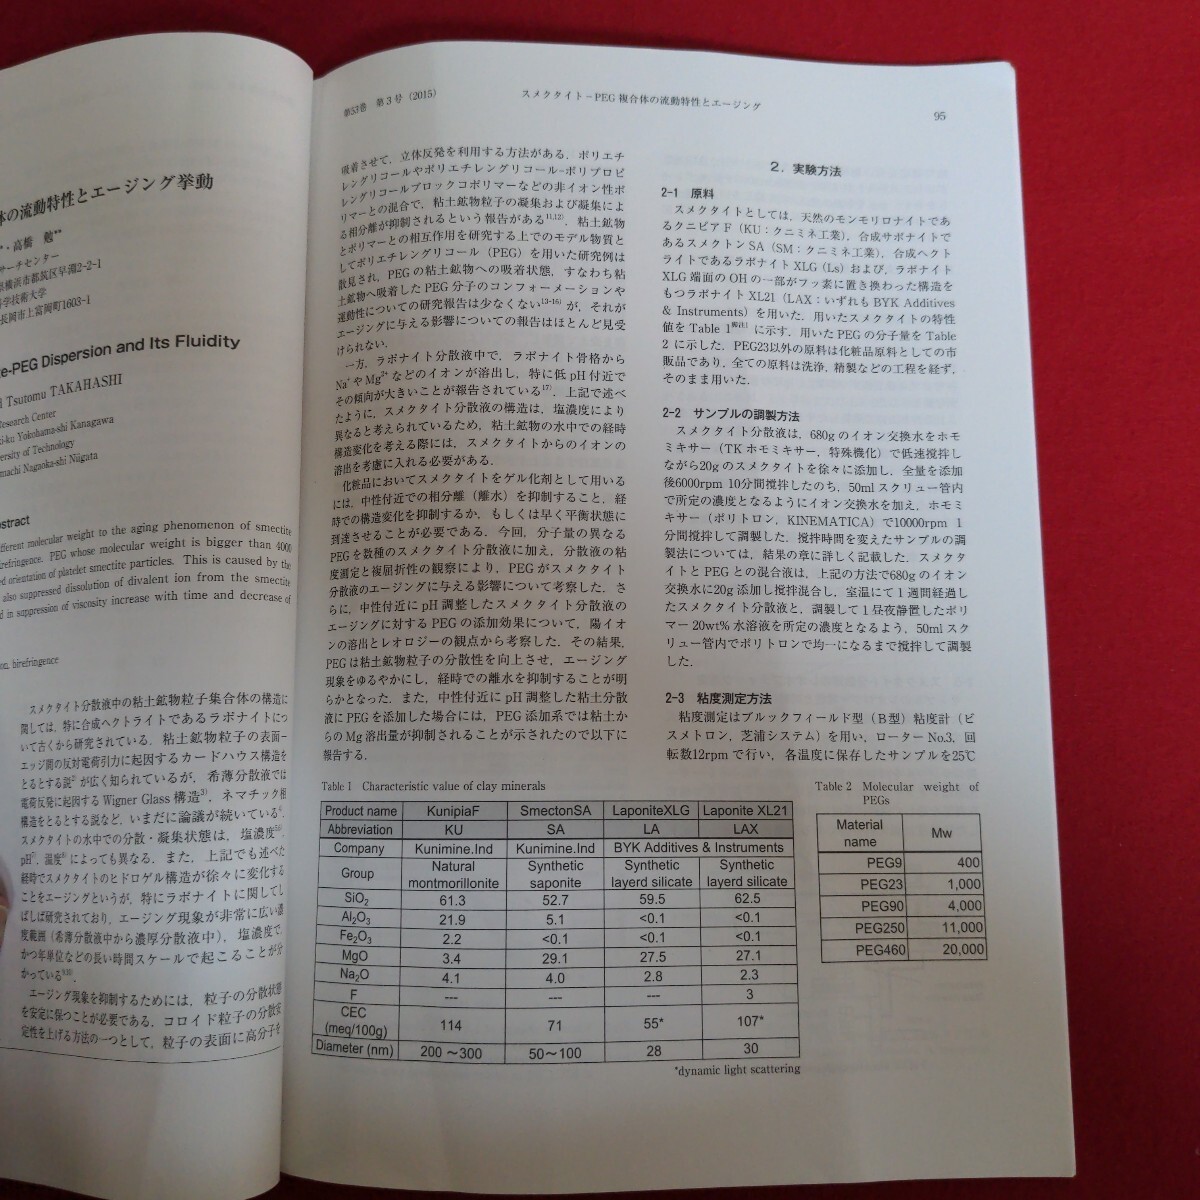 体の流動特性とエージング挙動
**・高橋 勉**
サーチセンター
県横浜市都筑区早淵2-2-1
科学技術大学
長岡市上富岡町1603-1
e-PEG Dispersion and Its Fluidity
d Tsutomu TAKAHASHI
Research Center
ki-ku Yokohama-shi Kanagawa
versity of Technology
machi Nagaoka-shi Niigata
stract
fferent molecular weight to the aging phenomenon of smectite
irefringence. PEG whose molecular weight is bigger than 4000
ed orientation of platelet smectite particles. This is caused by the
also suppressed dissolution of divalent ion from the smectite
d in suppression of viscosity increase with time and decrease of
on, birefringence
スメクタイト分散液中の粘土鉱物粒子集合体の構造に
関しては，特に合成ヘクトライトであるラポナイトにつ
いて古くから研究されている．粘土鉱物粒子の表面−
エッジ間の反対電荷引力に起因するカードハウス構造を
とるとする説2)が広く知られているが，希薄分散液では
電荷反発に起因する Wigner Glass 構造3)，ネマチック相
構造をとるとする説など，いまだに論議が続いている4)．
スメクタイトの水中での分散・凝集状態は，塩濃度5,6)，
pH7)，温度8)によっても異なる．また，上記でも述べた
経時でスメクタイトのヒドロゲル構造が徐々に変化する
ことをエージングというが，特にラポナイトに関してし
ばしば研究されており，エージング現象が非常に広い濃
度範囲（希薄分散液中から濃厚分散液中），塩濃度で，
かつ年単位などの長い時間スケールで起こることが分
かっている9,10)．
エージング現象を抑制するためには，粒子の分散状態
を安定に保つことが必要である．コロイド粒子の分散安
定性を上げる方法の一つとして，粒子の表面に高分子を
第53巻 第3号（2015）
スメクタイト−PEG 複合体の流動特性とエージング
95
吸着させて，立体反発を利用する方法がある．ポリエチ
レングリコールやポリエチレングリコール-ポリプロピ
レングリコールブロックコポリマーなどの非イオン性ポ
リマーとの混合で，粘土鉱物粒子の凝集および凝集によ
る相分離が抑制されるという報告がある11,12)．粘土鉱物
とポリマーとの相互作用を研究する上でのモデル物質と
してポリエチレングリコール（PEG）を用いた研究例は
散見され，PEG の粘土鉱物への吸着状態，すなわち粘
土鉱物へ吸着した PEG 分子のコンフォーメーションや
運動性についての研究報告は少なくない13-16)が，それが
エージングに与える影響についての報告はほとんど見受
けられない．
一方，ラポナイト分散液中で，ラポナイト骨格から
Na+や Mg2+などのイオンが溶出し，特に低 pH 付近で
その傾向が大きいことが報告されている17)．上記で述べ
たように，スメクタイト分散液の構造は，塩濃度により
異なると考えられているため，粘土鉱物の水中での経時
構造変化を考える際には，スメクタイトからのイオンの
溶出を考慮に入れる必要がある．
化粧品においてスメクタイトをゲル化剤として用いる
には，中性付近での相分離（離水）を抑制すること，経
時での構造変化を抑制するか，もしくは早く平衡状態に
到達させることが必要である．今回，分子量の異なる
PEG を数種のスメクタイト分散液に加え，分散液の粘
度測定と複屈折性の観察により，PEG がスメクタイト
分散液のエージングに与える影響について考察した．さ
らに，中性付近に pH 調整したスメクタイト分散液の
エージングに対する PEG の添加効果について，陽イオ
ンの溶出とレオロジーの観点から考察した．その結果，
PEG は粘土鉱物粒子の分散性を向上させ，エージング
現象をゆるやかにし，経時での離水を抑制することが明
らかとなった．また，中性付近に pH 調整した粘土分散
液に PEG を添加した場合には，PEG 添加系では粘土か
らの Mg 溶出量が抑制されることが示されたので以下に
報告する．
2．実験方法
2-1 原料
スメクタイトとしては，天然のモンモリロナイトであ
るクニピア F（KU：クニミネ工業），合成サポナイトで
あるスメクトン SA（SM：クニミネ工業），合成ヘクト
ライトであるラポナイト XLG（Ls）および，ラポナイト
XLG 端面の OH の一部がフッ素に置き換わった構造を
もつラポナイト XL21（LAX：いずれも BYK Additives
& Instruments）を用いた．用いたスメクタイトの特性
値を Table 1脚注1に示す．用いた PEG の分子量を Table
2 に示した．PEG23以外の原料は化粧品原料としての市
販品であり，全ての原料は洗浄，精製などの工程を経ず，
そのまま用いた．
2-2 サンプルの調製方法
スメクタイト分散液は，680g のイオン交換水をホモ
ミキサー（TK ホモミキサー，特殊機化）で低速撹拌し
ながら20g のスメクタイトを徐々に添加し，全量を添加
後6000rpm 10分間撹拌したのち，50ml スクリュー管内
で所定の濃度となるようにイオン交換水を加え，ホモミ
キサー（ポリトロン，KINEMATICA）で10000rpm 1
分間撹拌して調製した．撹拌時間を変えたサンプルの調
製法については，結果の章に詳しく記載した．スメクタ
イトと PEG との混合液は，上記の方法で680g のイオン
交換水に20g 添加し撹拌混合し，室温にて1週間経過し
たスメクタイト分散液と，調製して1昼夜静置したポリ
マー20wt% 水溶液を所定の濃度となるよう，50ml スク
リュー管内でポリトロンで均一になるまで撹拌して調製
した．
2-3 粘度測定方法
粘度測定はブルックフィールド型（B型）粘度計（ビ
スメトロン，芝浦システム）を用い，ローターNo.3，回
転数12rpm で行い，各温度に保存したサンプルを25℃
Table 1 Characteristic value of clay minerals
Product name KunipiaF SmectonSA LaponiteXLG Laponite XL21
Abbreviation KU SA LA LAX
Company Kunimine.Ind Kunimine.Ind BYK Additives & Instruments
Group Natural montmorillonite Synthetic saponite Synthetic layerd silicate Synthetic layerd silicate
SiO2 61.3 52.7 59.5 62.5
Al2O3 21.9 5.1 <0.1 <0.1
Fe2O3 2.2 <0.1 <0.1 <0.1
MgO 3.4 29.1 27.5 27.1
Na2O 4.1 4.0 2.8 2.3
F --- --- --- 3
CEC (meq/100g) 114 71 55* 107*
Diameter (nm) 200 ～300 50～100 28 30
*dynamic light scattering
Table 2 Molecular weight of
PEGs
Material name Mw
PEG9 400
PEG23 1,000
PEG90 4,000
PEG250 11,000
PEG460 20,000